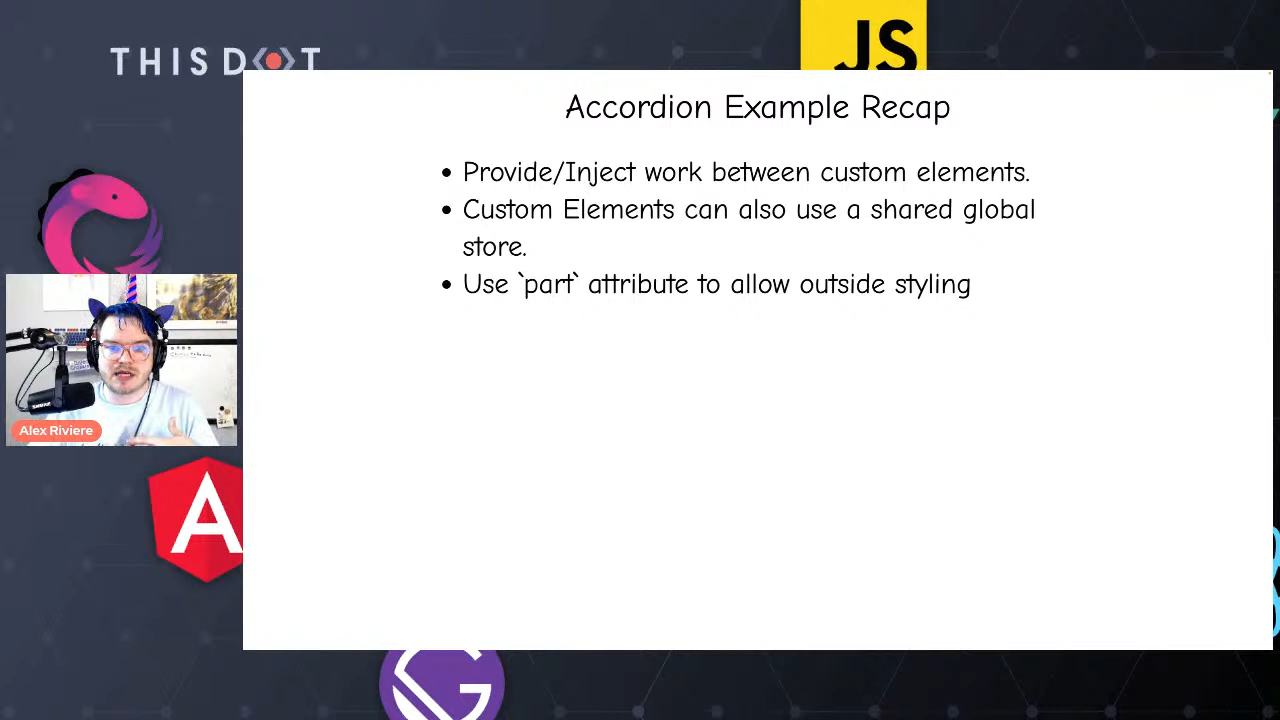 THIS DOT
JS
Accordion Example Recap
• Provide/Inject work between custom elements.
• Custom Elements can also use a shared global
store.
• Use `part` attribute to allow outside styling
Alex Riviere